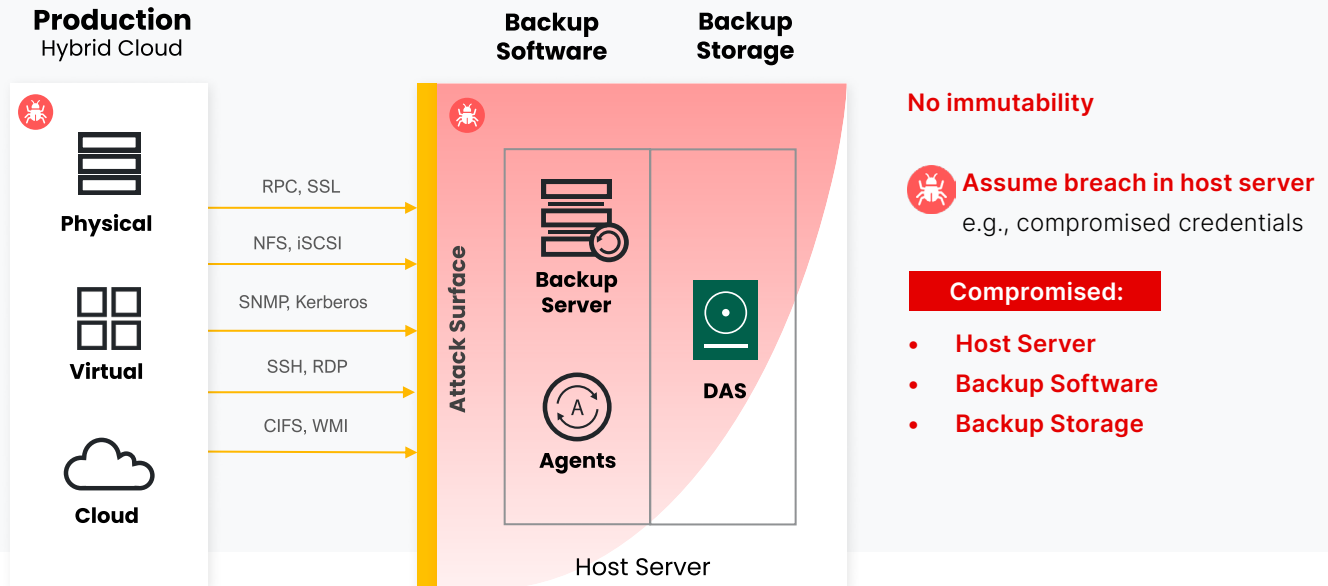 Production
Hybrid Cloud
Backup
Software
Backup
Storage
Physical
Virtual
Cloud
RPC, SSL
NFS, iSCSI
SNMP, Kerberos
SSH, RDP
CIFS, WMI
Attack Surface
Backup
Server
A
Agents
DAS
Host Server
No immutability
Assume breach in host server
e.g., compromised credentials
Compromised:
• Host Server
• Backup Software
• Backup Storage